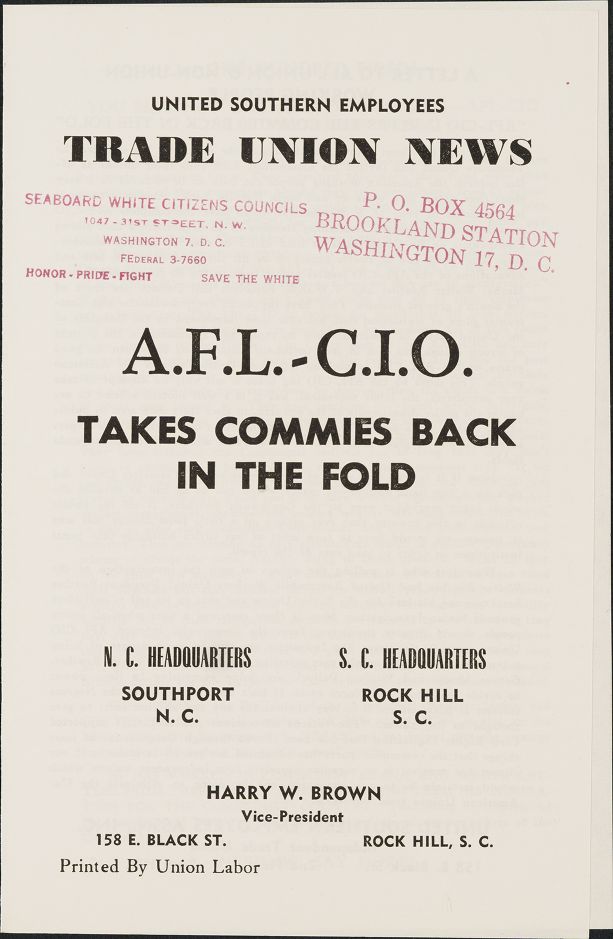 UNITED SOUTHERN EMPLOYEES
TRADE UNION NEWS
SEABOARD WHITE CITIZENS COUNCILS
1047 - 31ST STREET, N. W.
WASHINGTON 7, D. C.
FEDERAL 3-7660
HONOR - PRIDE - FIGHT SAVE THE WHITE
P. O. BOX 4564
BROOKLAND STATION
WASHINGTON 17, D. C.
A.F.L.-C.I.O.
TAKES COMMIES BACK
IN THE FOLD
N. C. HEADQUARTERS
SOUTHPORT
N. C.
S. C. HEADQUARTERS
ROCK HILL
S. C.
HARRY W. BROWN
Vice-President
158 E. BLACK ST. ROCK HILL, S. C.
Printed By Union Labor